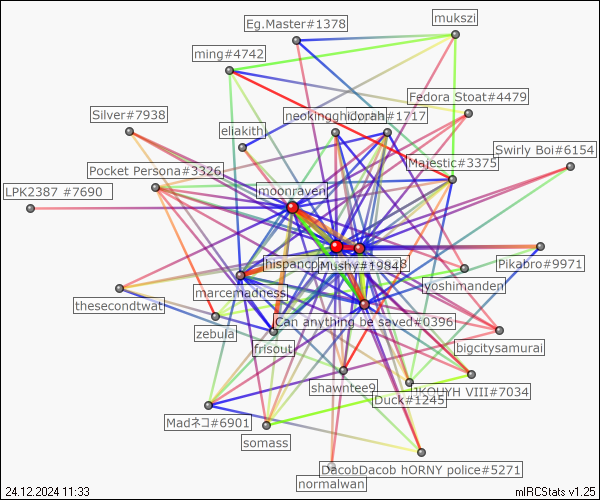 mukszi
Eg.Master#1378
ming#4742
Fedora Stoat#4479
Silver#7938
neokingghidorah#1717
eliakith
Swirly Boi#6154
Majestic#3375
Pocket Persona#3326
LPK2387 #7690
moonraven
Mushy#1984
Pikabro#9971
yoshimanden
marcemadness
thesecondtwat
Can anything be saved#0396
zebula
frisout
bigcitysamurai
shawntee9
JKOUYH VIII#7034
Duck#1245
Madネコ#6901
somass
DacobDacob hORNY police#5271
normalwan
24.12.2024 11:33
mIRCStats v1.25